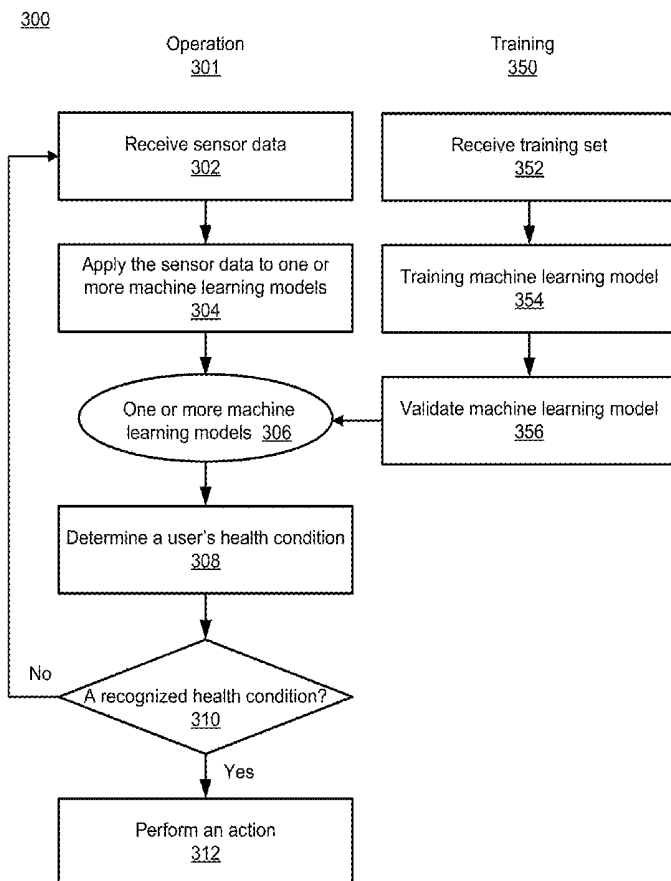 300
Operation
301
Training
350
Receive sensor data
302
Receive training set
352
Apply the sensor data to one or
more machine learning models
304
Training machine learning model
354
One or more machine
learning models 306
Validate machine learning model
356
Determine a user's health condition
308
No
A recognized health condition?
310
Yes
Perform an action
312